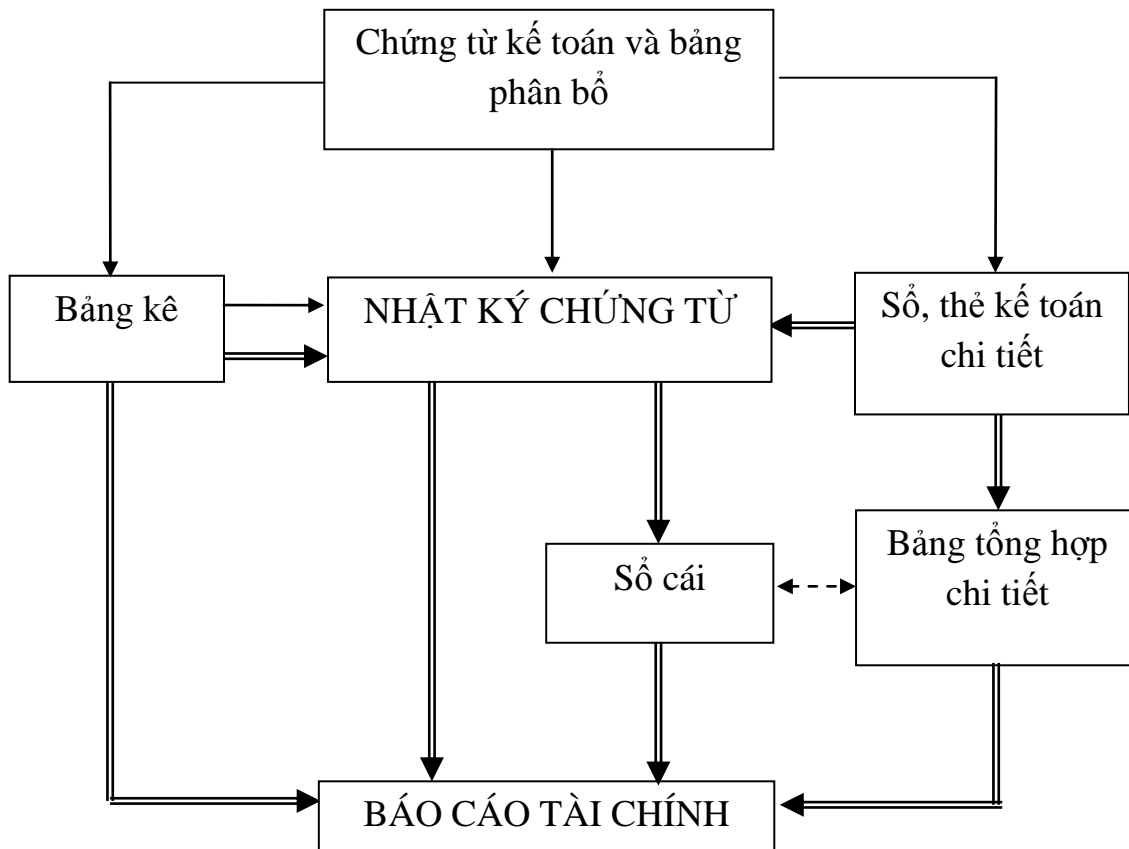 Chứng từ kế toán và bảng
phân bổ
Bảng kê
NHẬT KÝ CHỨNG TỪ
Sổ, thẻ kế toán
chi tiết
Sổ cái
Bảng tổng hợp
chi tiết
BÁO CÁO TÀI CHÍNH